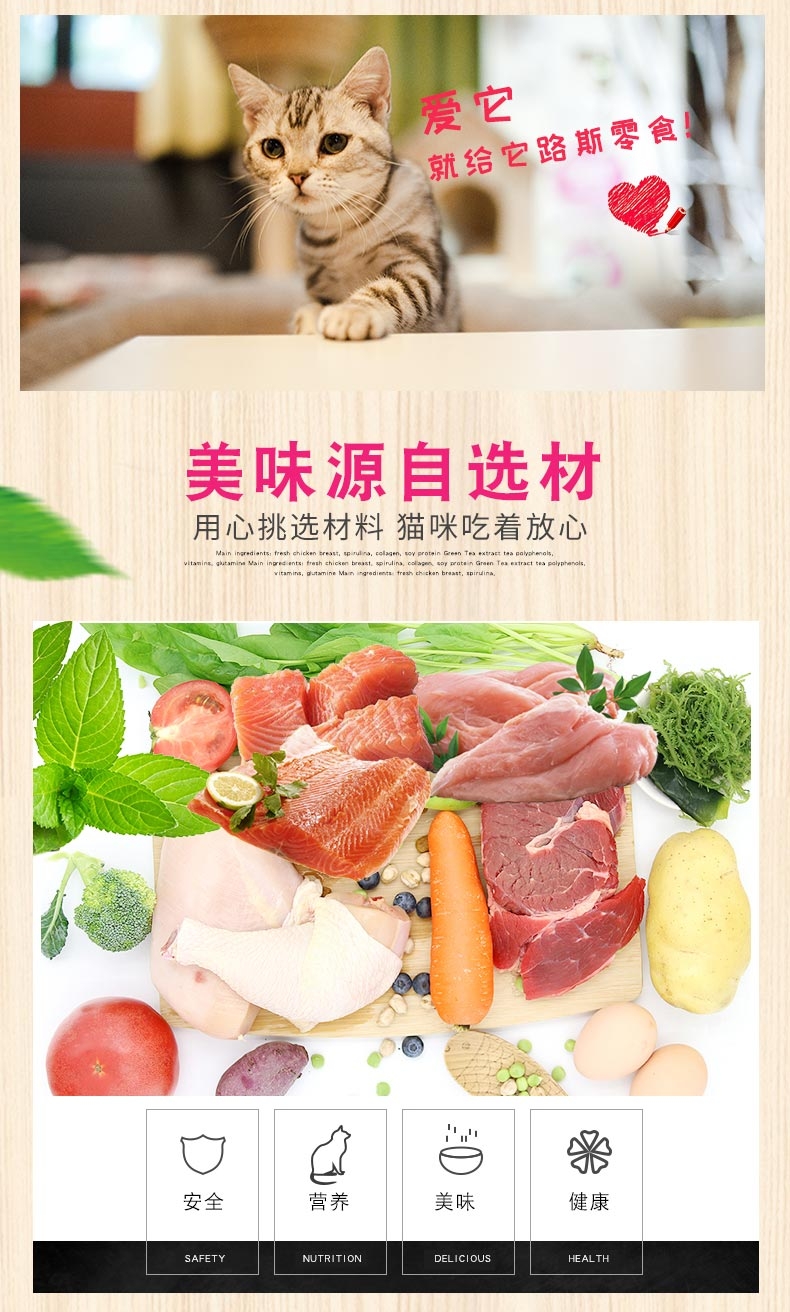 爱它
就给它路斯零食!
美味源自选材
用心挑选材料 猫咪吃着放心
Main ingredients: fresh chicken breast, spirulina, collagen, soy protein Green Tea extract tea polyphenols,
vitamins, glutamine Main ingredients: fresh chicken breast, spirulina, collagen, soy protein Green Tea extract tea polyphenols,
vitamins, glutamine Main ingredients: fresh chicken breast, spirulina,
安全
营养
美味
健康
SAFETY
NUTRITION
DELICIOUS
HEALTH